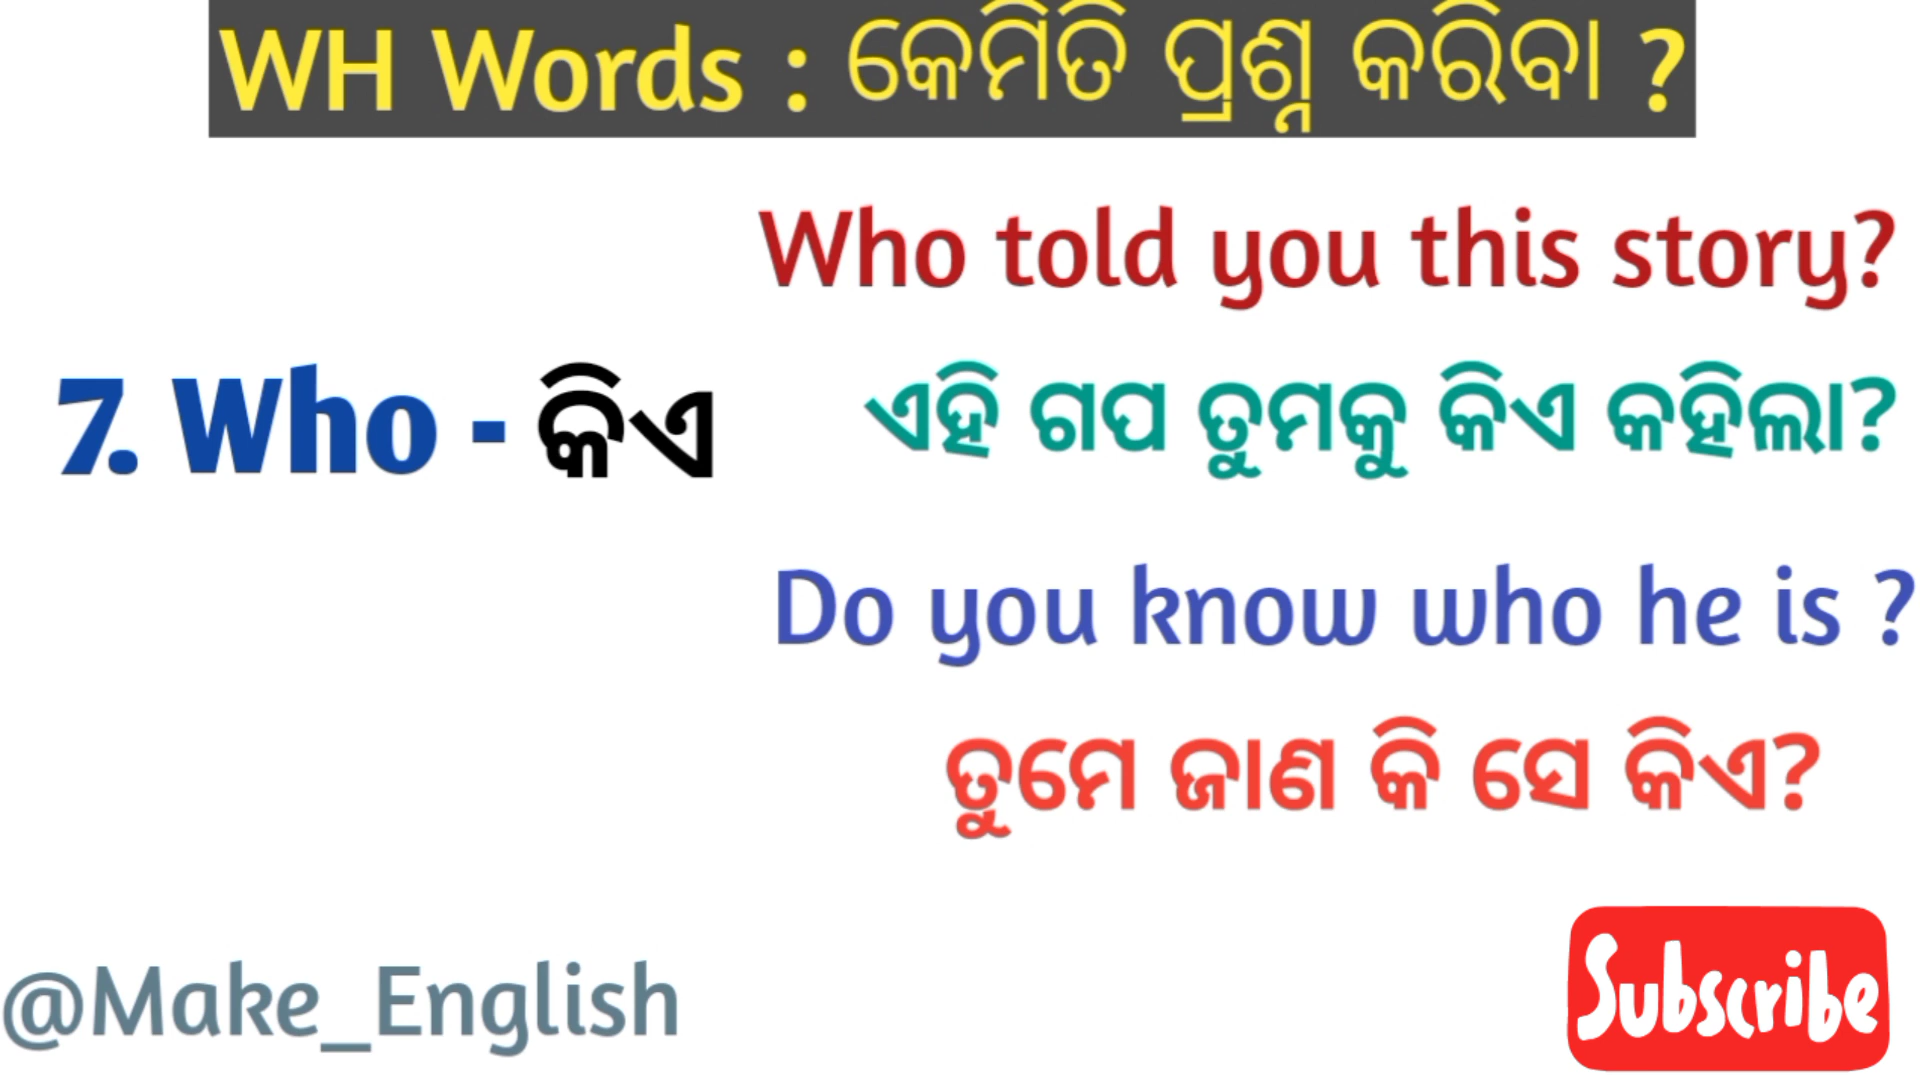 WH Words : କେମିତି ପ୍ରଶ୍ନ କରିବା ?
Who told you this story?
7. Who - କିଏ
ଏହି ଗପ ତୁମକୁ କିଏ କହିଲା?
Do you know who he is ?
ତୁମେ ଜାଣ କି ସେ କିଏ?
@Make_English
Subscribe